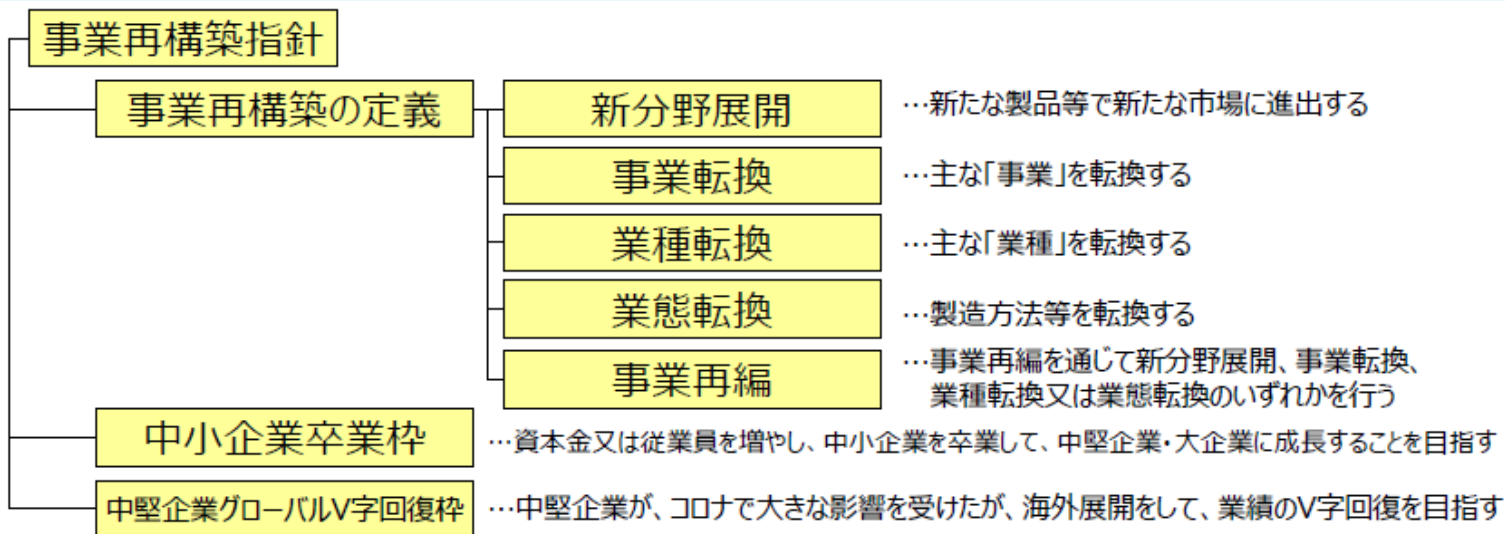 事業再構築指針
事業再構築の定義
新分野展開
…新たな製品等で新たな市場に進出する
事業転換
…主な「事業」を転換する
業種転換
…主な「業種」を転換する
業態転換
…製造方法等を転換する
事業再編
…事業再編を通じて新分野展開、事業転換、
業種転換又は業態転換のいずれかを行う
中小企業卒業枠
…資本金又は従業員を増やし、中小企業を卒業して、中堅企業・大企業に成長することを目指す
中堅企業グローバルV字回復枠
…中堅企業が、コロナで大きな影響を受けたが、海外展開をして、業績のV字回復を目指す